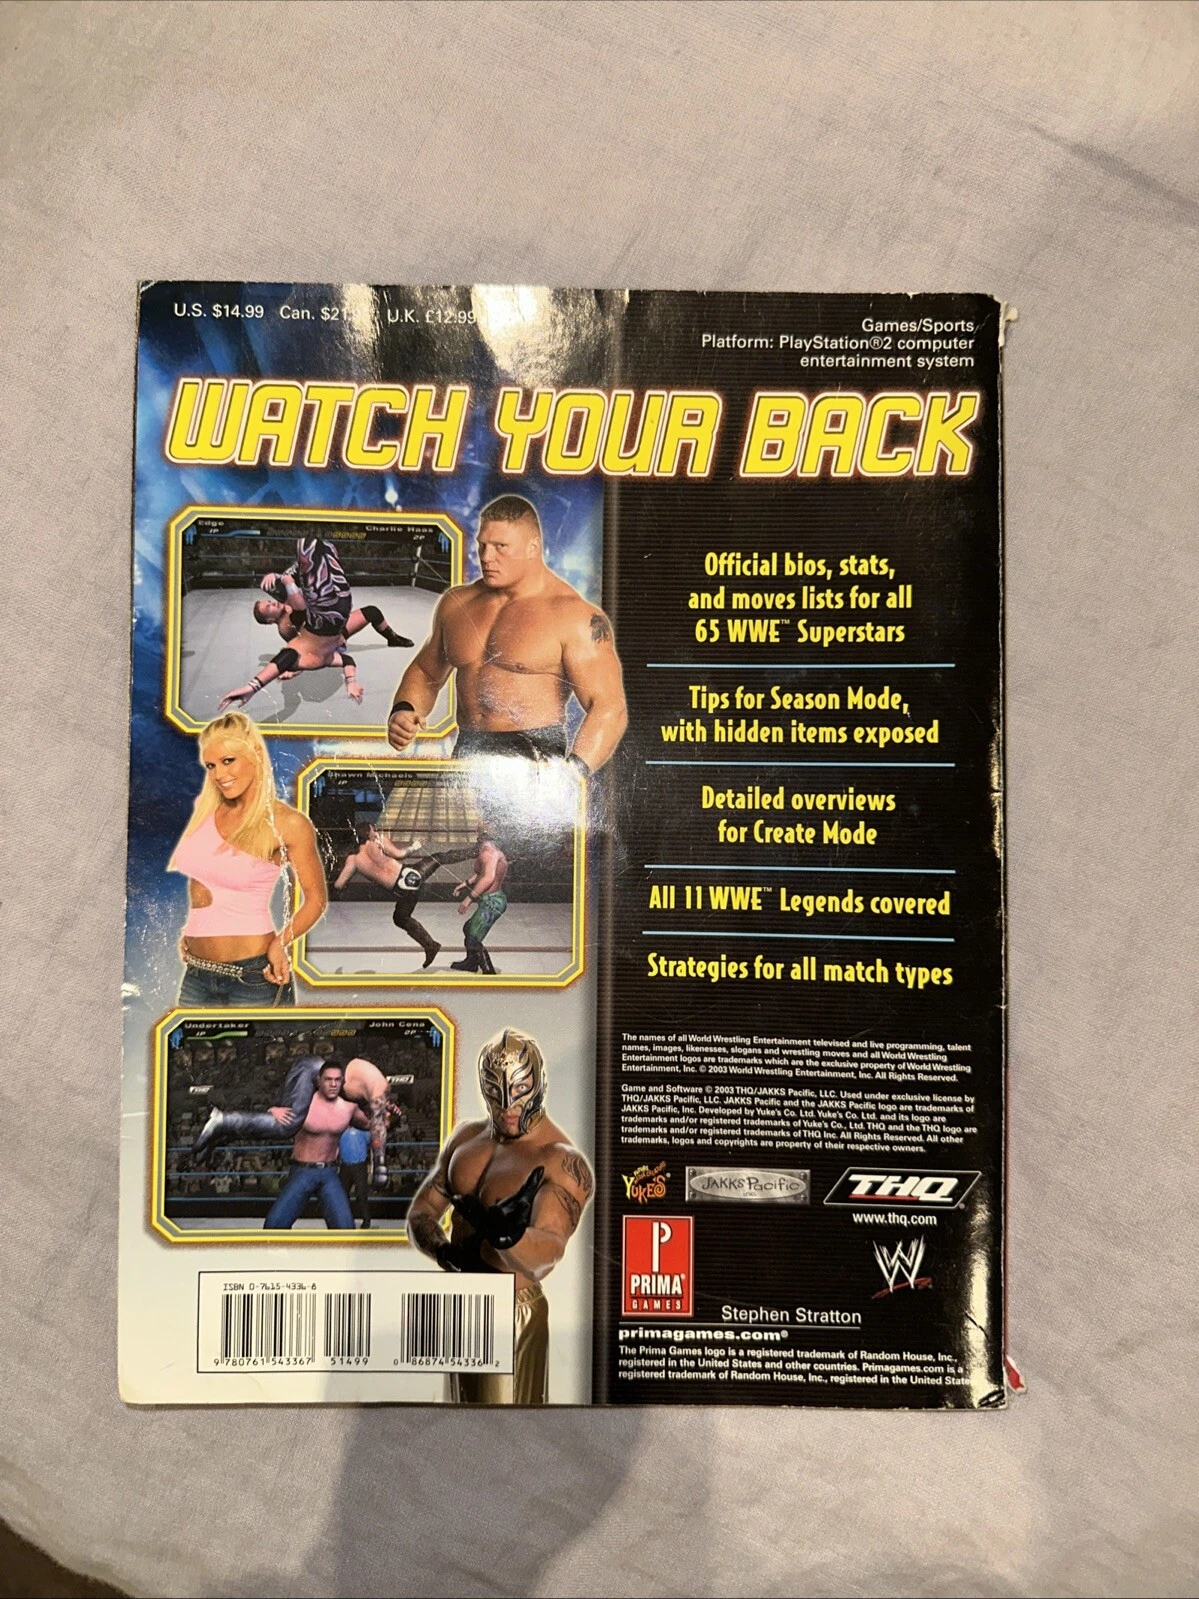 U.S. $14.99 Can. $21. U.K. £12.99
Games/Sports
Platform: PlayStation®2 computer
entertainment system
WATCH YOUR BACK
Edge
1P
Charlie Haas
2P
Official bios, stats,
and moves lists for all
65 WWE™ Superstars
Tips for Season Mode,
with hidden items exposed
Shawn Michaels
1P
Detailed overviews
for Create Mode
All 11 WWE™ Legends covered
Strategies for all match types
Undertaker
1P
John Cena
2P
THQ
THQ
The names of all World Wrestling Entertainment televised and live programming, talent
names, images, likenesses, slogans and wrestling moves and all World Wrestling
Entertainment logos are trademarks which are the exclusive property of World Wrestling
Entertainment, Inc. © 2003 World Wrestling Entertainment, Inc. All Rights Reserved.
Game and Software © 2003 THQ/JAKKS Pacific, LLC. Used under exclusive license by
THQ/JAKKS Pacific, LLC. JAKKS Pacific and the JAKKS Pacific logo are trademarks of
JAKKS Pacific, Inc. Developed by Yuke's Co. Ltd. Yuke's Co. Ltd. and its logo are
trademarks and/or registered trademarks of Yuke's Co., Ltd. THQ and the THQ logo are
trademarks and/or registered trademarks of THQ Inc. All Rights Reserved. All other
trademarks, logos and copyrights are property of their respective owners.
YUKE'S
JAKKS Pacific
THQ®
www.thq.com
P
PRIMA®
GAMES
W
Stephen Stratton
primagames.com®
The Prima Games logo is a registered trademark of Random House, Inc.,
registered in the United States and other countries. Primagames.com is a
registered trademark of Random House, Inc., registered in the United State
ISBN 0-7615-4336-8
9 780761 543367 51499 0 86874 54336 2